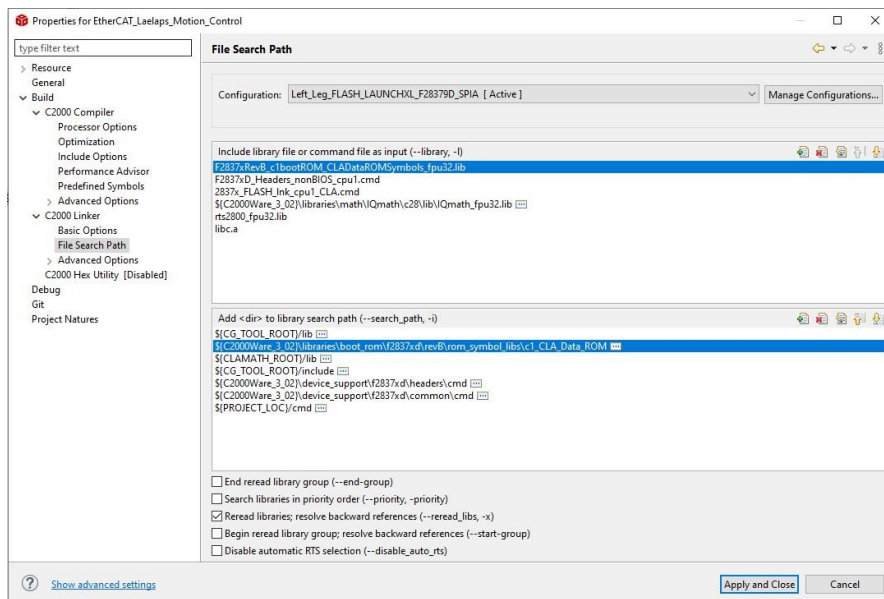 Properties for EtherCAT_Laelaps_Motion_Control
type filter text
Resource
General
Build
C2000 Compiler
Processor Options
Optimization
Include Options
Performance Advisor
Predefined Symbols
Advanced Options
C2000 Linker
Basic Options
File Search Path
Advanced Options
C2000 Hex Utility [Disabled]
Debug
Git
Project Natures
File Search Path
Configuration: Left_Leg_FLASH_LAUNCHXL_F28379D_SPIA [ Active ]
Manage Configurations...
Include library file or command file as input (--library, -l)
F2837xRevB_c1bootROM_CLADataROMSymbols_fpu32.lib
F2837xD_Headers_nonBIOS_cpu1.cmd
2837x_FLASH_lnk_cpu1_CLA.cmd
${C2000Ware_3_02}\libraries\math\IQmath\c28\lib\IQmath_fpu32.lib
rts2800_fpu32.lib
libc.a
Add <dir> to library search path (--search_path, -i)
${CG_TOOL_ROOT}/lib
${C2000Ware_3_02}\libraries\boot_rom\f2837xd\revB\rom_symbol_libs\c1_CLA_Data_ROM
${CLAMATH_ROOT}/lib
${CG_TOOL_ROOT}/include
${C2000Ware_3_02}\device_support\f2837xd\headers\cmd
${C2000Ware_3_02}\device_support\f2837xd\common\cmd
${PROJECT_LOC}/cmd
End reread library group (--end-group)
Search libraries in priority order (--priority, -priority)
Reread libraries; resolve backward references (--reread_libs, -x)
Begin reread library group; resolve backward references (--start-group)
Disable automatic RTS selection (--disable_auto_rts)
? Show advanced settings
Apply and Close
Cancel